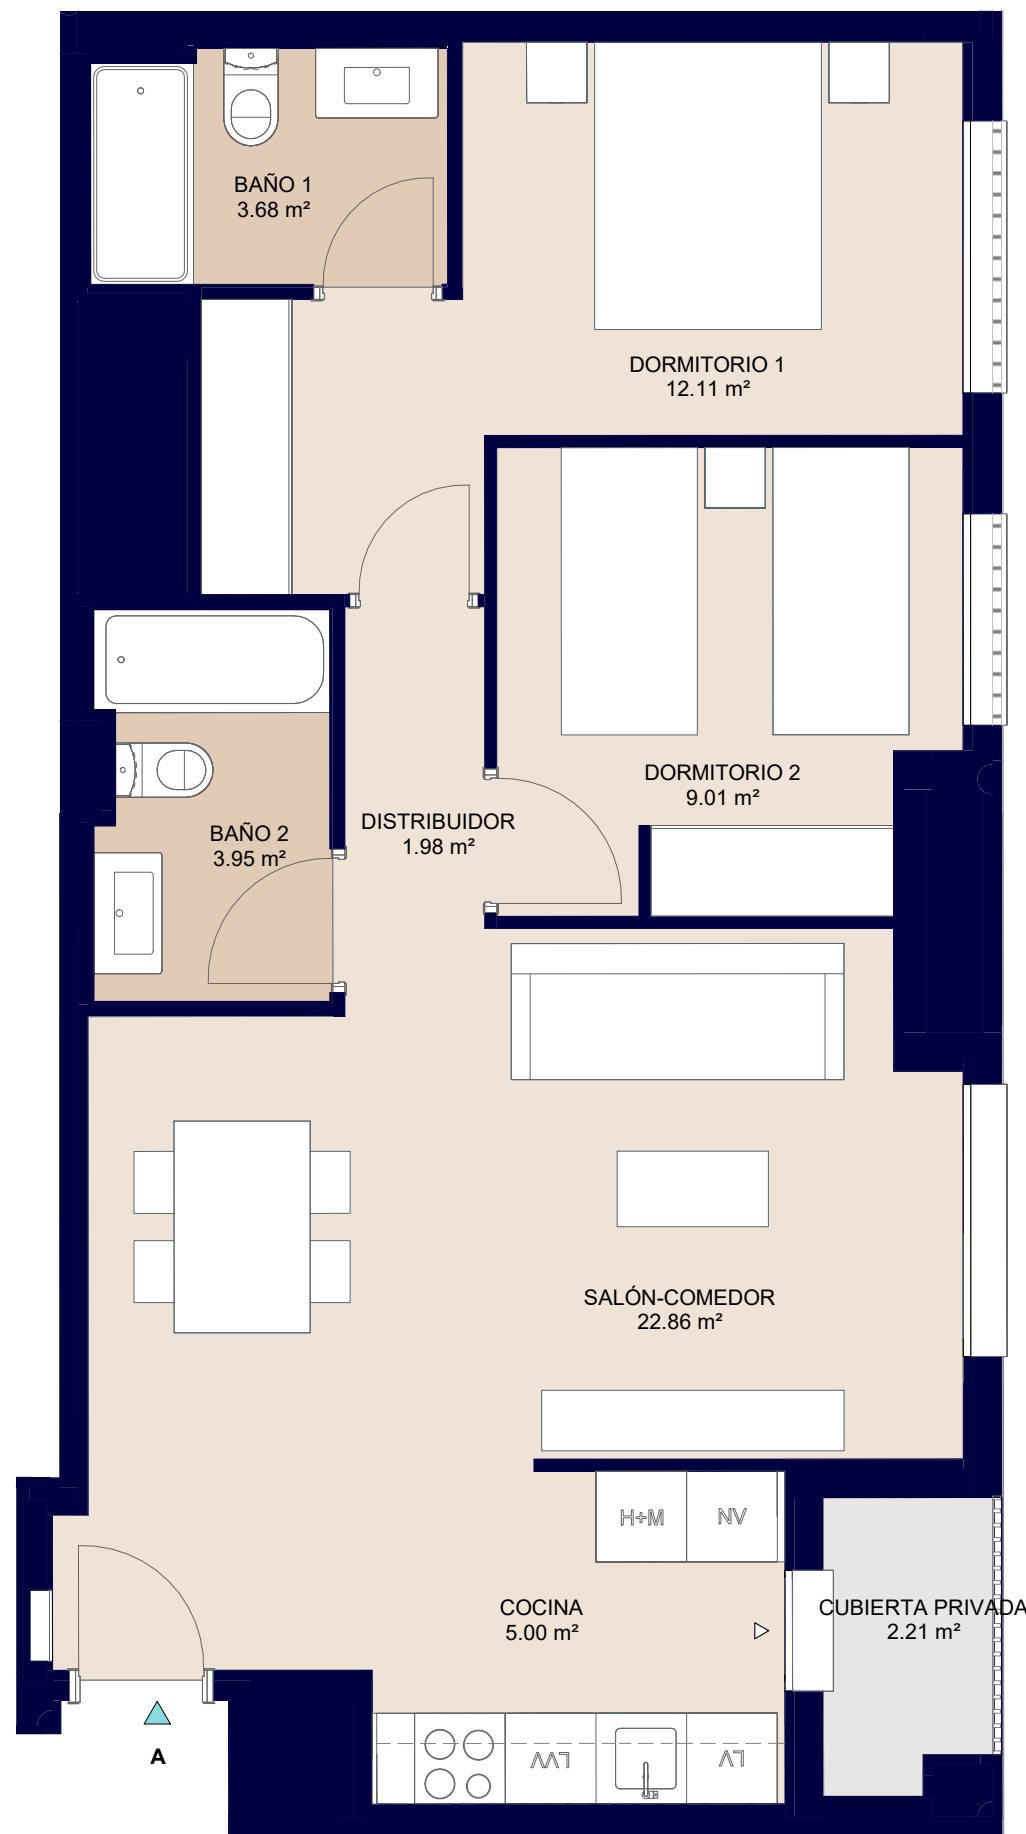 BAÑO 1
3.68 m²
DORMITORIO 1
12.11 m²
DORMITORIO 2
9.01 m²
DISTRIBUIDOR
1.98 m²
BAÑO 2
3.95 m²
SALÓN-COMEDOR
22.86 m²
H+M
NV
COCINA
5.00 m²
CUBIERTA PRIVADA
2.21 m²
LVV
LV
A